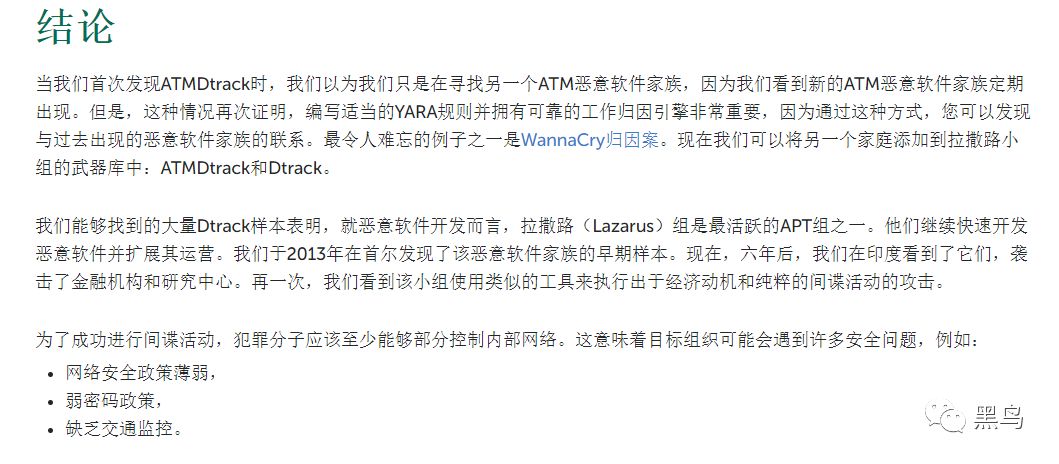 结论
当我们首次发现ATMDtrack时，我们以为我们只是在寻找另一个ATM恶意软件家族，因为我们看到新的ATM恶意软件家族定期
出现。但是，这种情况再次证明，编写适当的YARA规则并拥有可靠的工作归因引擎非常重要，因为通过这种方式，您可以发现
与过去出现的恶意软件家族的联系。最令人难忘的例子之一是WannaCry归因案。现在我们可以将另一个家庭添加到拉撒路小
组的武器库中：ATMDtrack和Dtrack。
我们能够找到的大量Dtrack样本表明，就恶意软件开发而言，拉撒路（Lazarus）组是最活跃的APT组之一。他们继续快速开发
恶意软件并扩展其运营。我们于2013年在首尔发现了该恶意软件家族的早期样本。现在，六年后，我们在印度看到了它们，袭
击了金融机构和研究中心。再一次，我们看到该小组使用类似的工具来执行出于经济动机和纯粹的间谍活动的攻击。
为了成功进行间谍活动，犯罪分子应该至少能够部分控制内部网络。这意味着目标组织可能会遇到许多安全问题，例如：
• 网络安全政策薄弱，
• 弱密码政策，
• 缺乏交通监控。
黑鸟